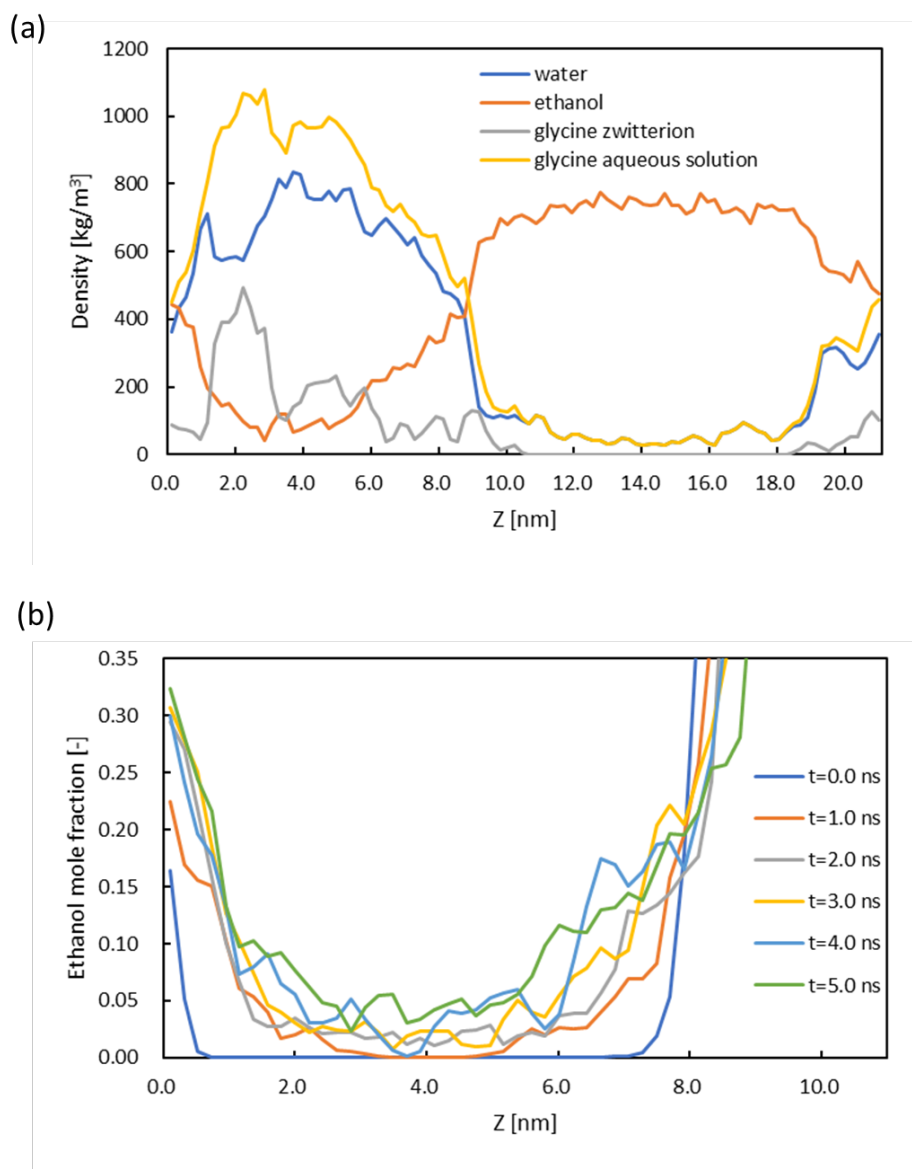 (a)
1200
1000
800
600
400
200
0
Density [kg/m³]
water
ethanol
glycine zwitterion
glycine aqueous solution
0.0 2.0 4.0 6.0 8.0 10.0 12.0 14.0 16.0 18.0 20.0
Z [nm]
(b)
0.35
0.30
0.25
0.20
0.15
0.10
0.05
0.00
Ethanol mole fraction [-]
t=0.0 ns
t=1.0 ns
t=2.0 ns
t=3.0 ns
t=4.0 ns
t=5.0 ns
0.0 2.0 4.0 6.0 8.0 10.0
Z [nm]